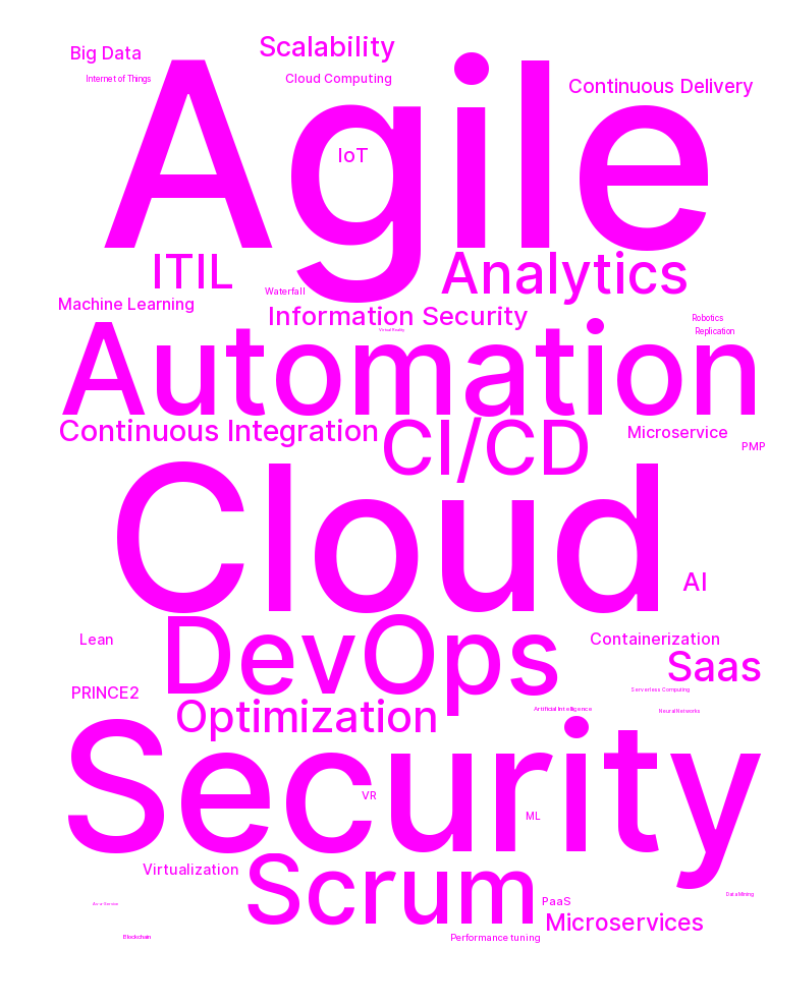 Scalability
Big Data
Internet of Things
Cloud Computing
Continuous Delivery
Agile
IoT
ITIL
Analytics
Waterfall
Machine Learning
Information Security
Robotics
Replication
Automation
Continuous Integration
CI/CD
Microservice
PMP
Cloud
AI
DevOps
Lean
Containerization
Saas
PRINCE2
Serverless Computing
Optimization
Artificial Intelligence
Neural Networks
Security
VR
ML
Virtualization
Scrum
Data Mining
PaaS
Microservices
Blockchain
Performance tuning